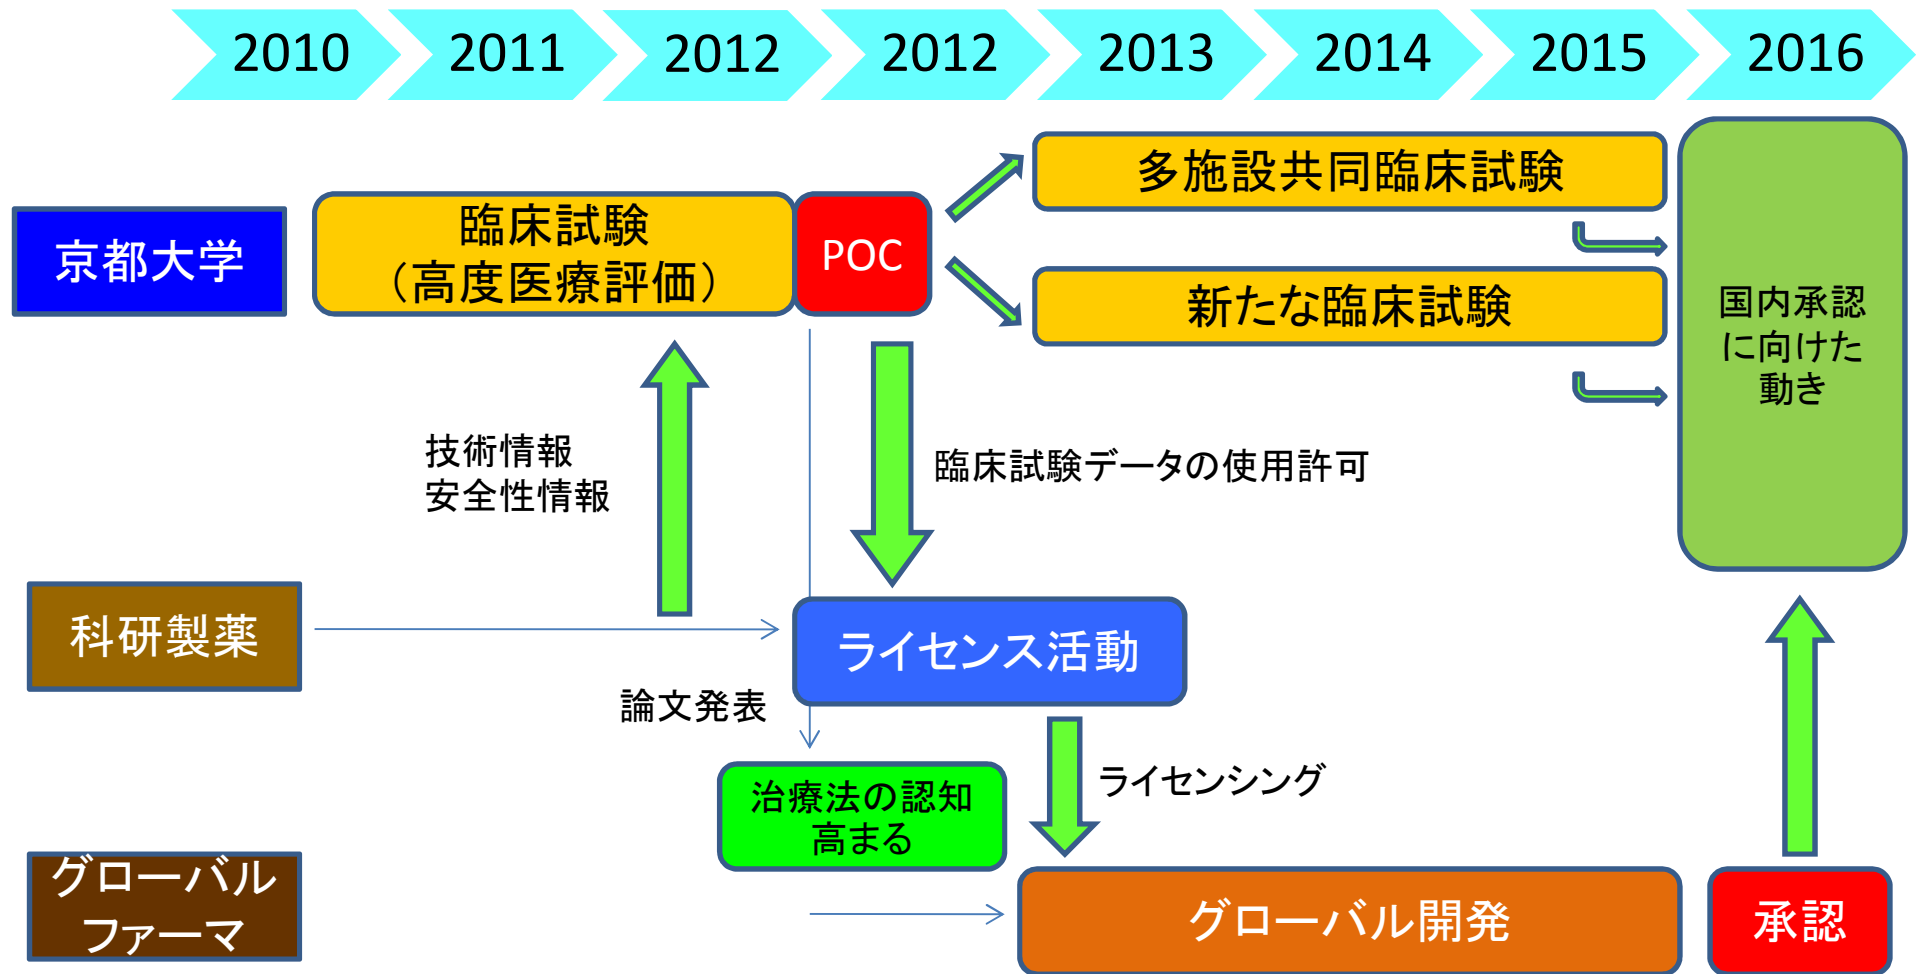 2010
2011
2012
2012
2013
2014
2015
2016
京都大学
臨床試験
(高度医療評価)
POC
多施設共同臨床試験
新たな臨床試験
国内承認
に向けた
動き
技術情報
安全性情報
臨床試験データの使用許可
科研製薬
ライセンス活動
論文発表
治療法の認知
高まる
ライセンシング
グローバル
ファーマ
グローバル開発
承認